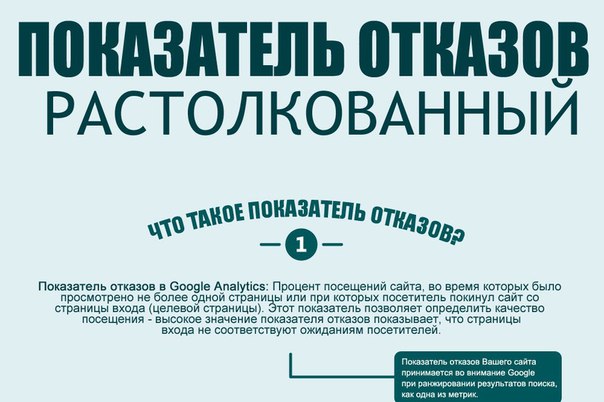 ПОКАЗАТЕЛЬ ОТКАЗОВ
РАСТОЛКОВАННЫЙ
ЧТО ТАКОЕ ПОКАЗАТЕЛЬ ОТКАЗОВ?
1
Показатель отказов в Google Analytics: Процент посещений сайта, во время которых было
просмотрено не более одной страницы или при которых посетитель покинул сайт со
страницы входа (целевой страницы). Этот показатель позволяет определить качество
посещения - высокое значение показателя отказов показывает, что страницы
входа не соответствуют ожиданиям посетителей.
Показатель отказов Вашего сайта
принимается во внимание Google
при ранжировании результатов поиска,
как одна из метрик.